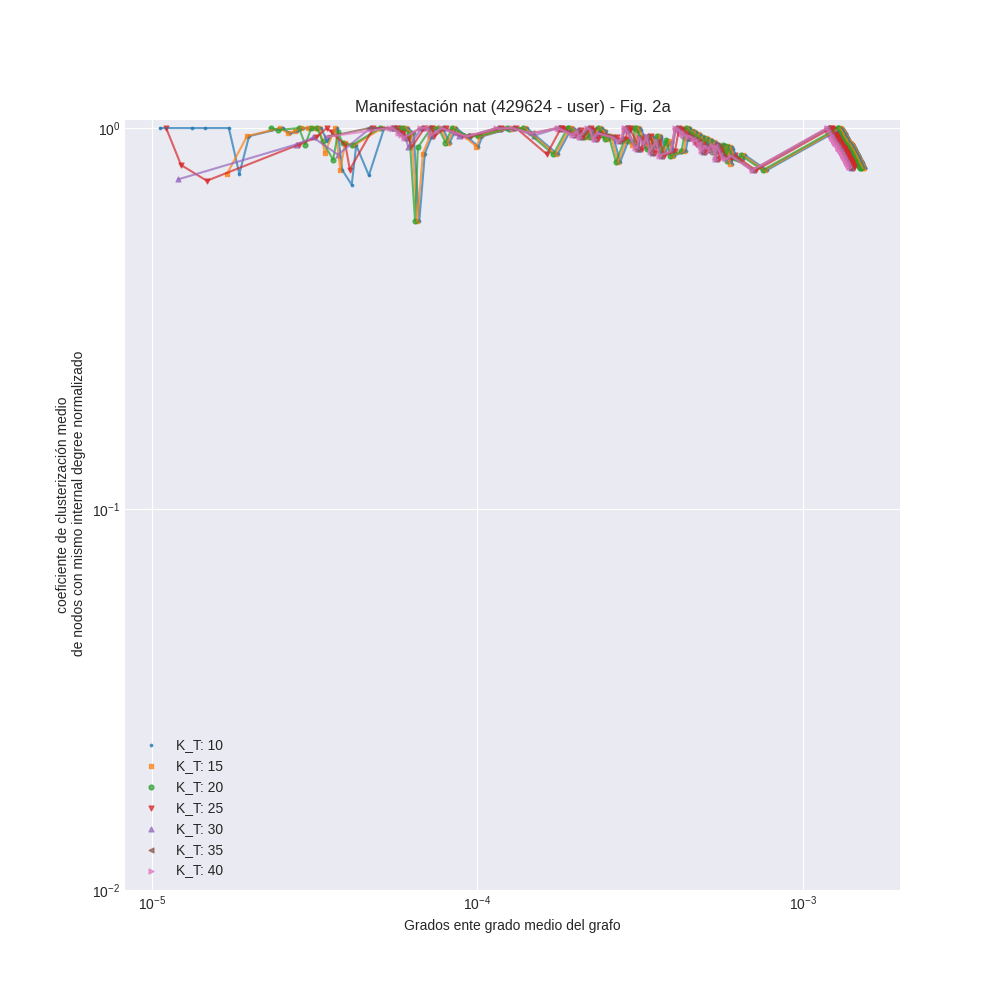 Manifestación nat (429624 - user) - Fig. 2a
10⁰
10⁻¹
10⁻²
coeficiente de clusterización medio
de nodos con mismo internal degree normalizado
K_T: 10
K_T: 15
K_T: 20
K_T: 25
K_T: 30
K_T: 35
K_T: 40
10⁻⁵
10⁻⁴
10⁻³
Grados ente grado medio del grafo